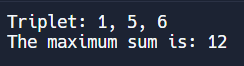 Triplet: 1, 5, 6
The maximum sum is: 12